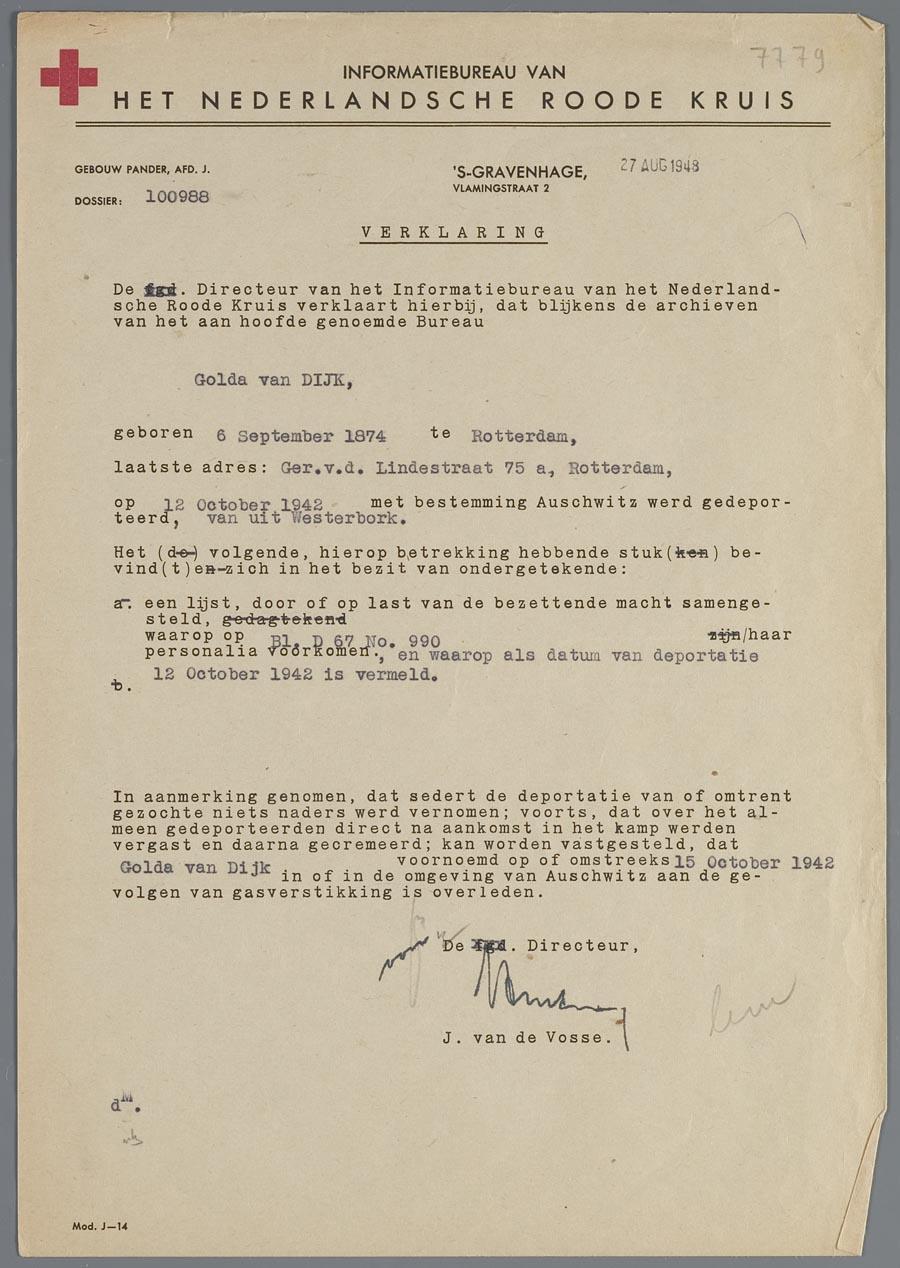 7779
INFORMATIEBUREAU VAN
HET NEDERLANDSCHE ROODE KRUIS
GEBOUW PANDER, AFD. J.
'S-GRAVENHAGE, 27 AUG 1948
VLAMINGSTRAAT 2
DOSSIER: 100988
VERKLARING
De fgd. Directeur van het Informatiebureau van het Nederland-
sche Roode Kruis verklaart hierbij, dat blijkens de archieven
van het aan hoofde genoemde Bureau
Golda van DIJK,
geboren 6 September 1874 te Rotterdam,
laatste adres: Ger.v.d. Lindestraat 75 a, Rotterdam,
op 12 October 1942 met bestemming Auschwitz werd gedepor-
teerd, van uit Westerbork.
Het (de) volgende, hierop betrekking hebbende stuk(ken) be-
vind(t)en zich in het bezit van ondergetekende:
a. een lijst, door of op last van de bezettende macht samenge-
steld, gedagtekend
waarop op Bl. D 67 No. 990 zijn/haar
personalia voorkomen., en waarop als datum van deportatie
12 October 1942 is vermeld.
b.
In aanmerking genomen, dat sedert de deportatie van of omtrent
gezochte niets naders werd vernomen; voorts, dat over het al-
meen gedeporteerden direct na aankomst in het kamp werden
vergast en daarna gecremeerd; kan worden vastgesteld, dat
Golda van Dijk voornoemd op of omstreeks 15 October 1942
in of in de omgeving van Auschwitz aan de ge-
volgen van gasverstikking is overleden.
De fgd. Directeur,
J. van de Vosse.
dM.
Mod. J—14